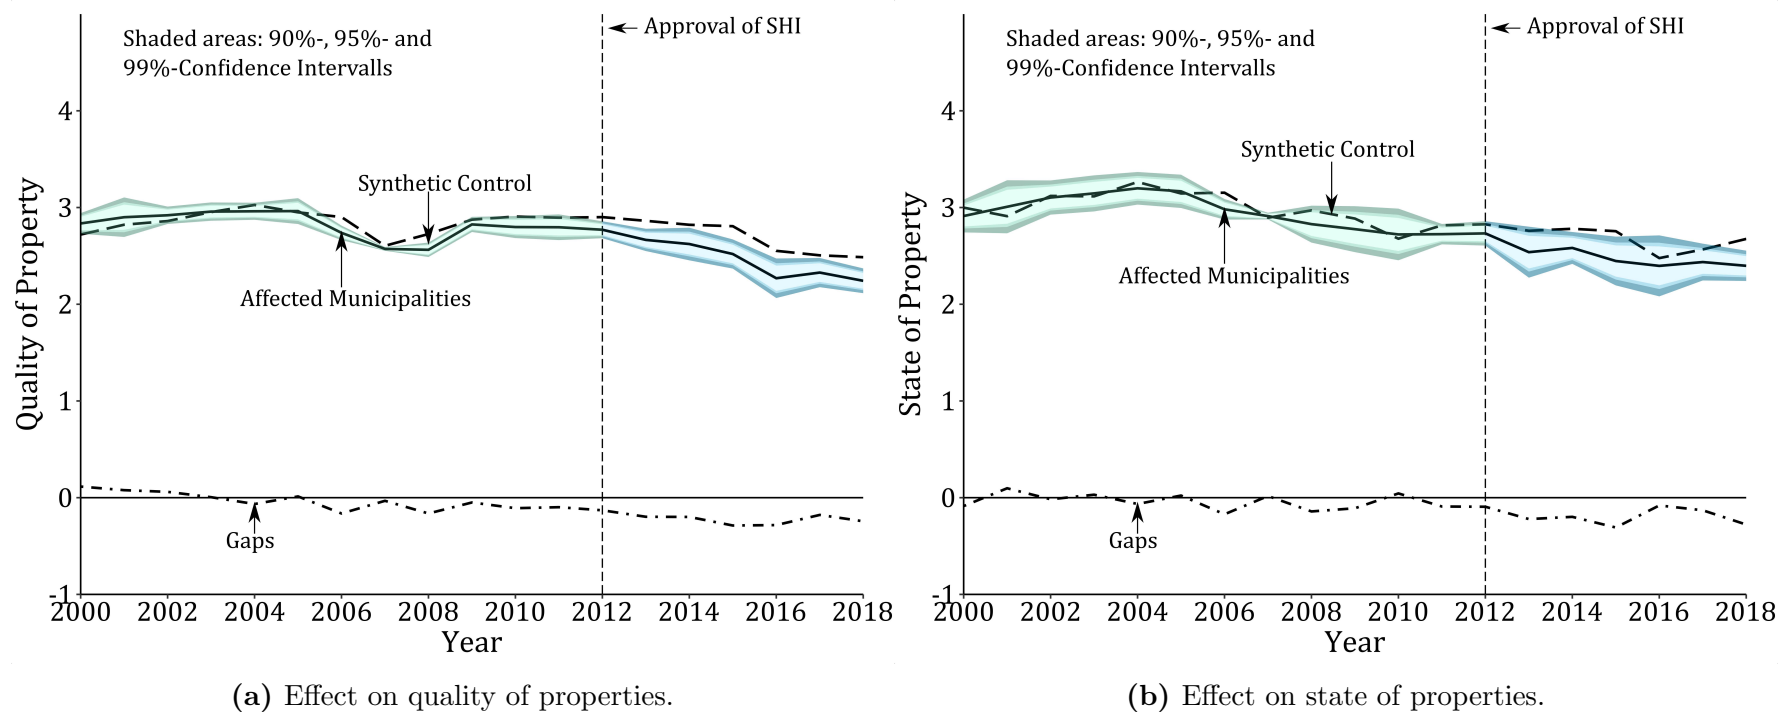 Shaded areas: 90%-, 95%- and
99%-Confidence Intervalls
Approval of SHI
Synthetic Control
Affected Municipalities
Gaps
Quality of Property
4
3
2
1
0
-1
2000 2002 2004 2006 2008 2010 2012 2014 2016 2018
Year
(a) Effect on quality of properties.
Shaded areas: 90%-, 95%- and
99%-Confidence Intervalls
Approval of SHI
Synthetic Control
Affected Municipalities
Gaps
State of Property
4
3
2
1
0
-1
2000 2002 2004 2006 2008 2010 2012 2014 2016 2018
Year
(b) Effect on state of properties.